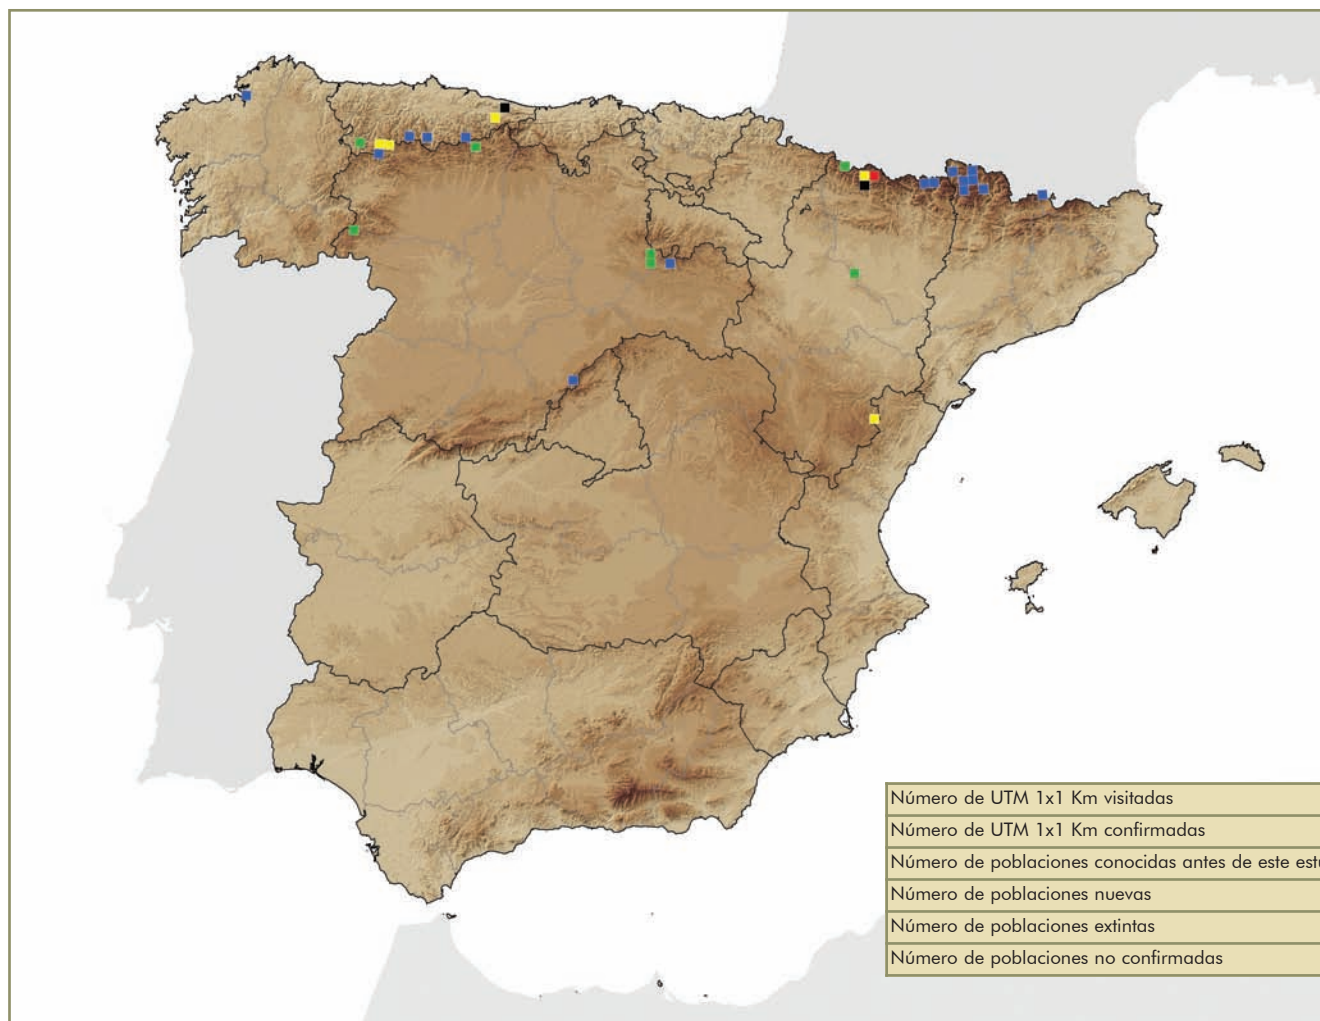 Número de UTM 1x1 Km visitadas
Número de UTM 1x1 Km confirmadas
Número de poblaciones conocidas antes de este
Número de poblaciones nuevas
Número de poblaciones extintas
Número de poblaciones no confirmadas